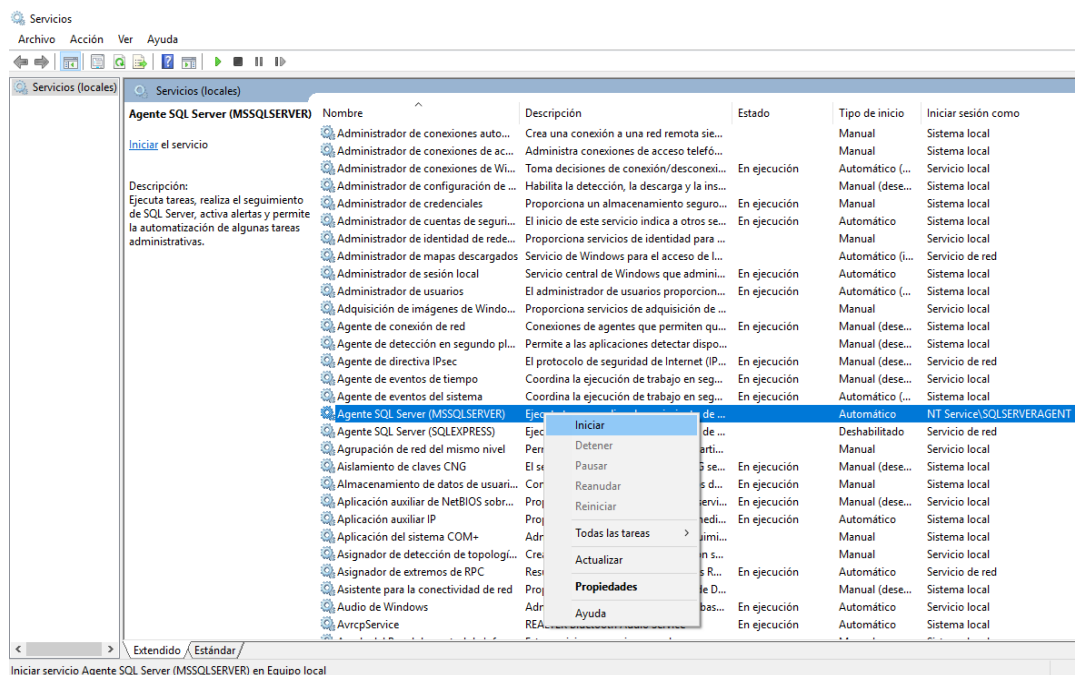 Servicios
Archivo Acción Ver Ayuda
Servicios (locales)
Servicios (locales)
Agente SQL Server (MSSQLSERVER)
Iniciar el servicio
Descripción:
Ejecuta tareas, realiza el seguimiento
de SQL Server, activa alertas y permite
la automatización de algunas tareas
administrativas.
Nombre Descripción Estado Tipo de inicio Iniciar sesión como
Administrador de conexiones auto... Crea una conexión a una red remota sie... Manual Sistema local
Administrador de conexiones de ac... Administra conexiones de acceso telefó... Manual Sistema local
Administrador de conexiones de Wi... Toma decisiones de conexión/desconexi... En ejecución Automático (... Servicio local
Administrador de configuración de ... Habilita la detección, la descarga y la ins... Manual (dese... Sistema local
Administrador de credenciales Proporciona un almacenamiento seguro... En ejecución Manual Sistema local
Administrador de cuentas de seguri... El inicio de este servicio indica a otros se... En ejecución Automático Sistema local
Administrador de identidad de rede... Proporciona servicios de identidad para ... Manual Servicio local
Administrador de mapas descargados Servicio de Windows para el acceso de l... Automático (i... Servicio de red
Administrador de sesión local Servicio central de Windows que admini... En ejecución Automático Sistema local
Administrador de usuarios El administrador de usuarios proporcion... En ejecución Automático (... Sistema local
Adquisición de imágenes de Windo... Proporciona servicios de adquisición de ... Manual Servicio local
Agente de conexión de red Conexiones de agentes que permiten qu... En ejecución Manual (dese... Sistema local
Agente de detección en segundo pl... Permite a las aplicaciones detectar dispo... Manual (dese... Sistema local
Agente de directiva IPsec El protocolo de seguridad de Internet (IP... En ejecución Manual (dese... Servicio de red
Agente de eventos de tiempo Coordina la ejecución de trabajo en seg... En ejecución Manual (dese... Servicio local
Agente de eventos del sistema Coordina la ejecución de trabajo en seg... En ejecución Automático (... Sistema local
Agente SQL Server (MSSQLSERVER) de ... Automático NT Service\SQLSERVERAGENT
Agente SQL Server (SQLEXPRESS) Ejec de ... Deshabilitado Servicio de red
Agrupación de red del mismo nivel Per arti... Manual Servicio local
Aislamiento de claves CNG El se se... En ejecución Manual (dese... Sistema local
Almacenamiento de datos de usuari... Cor s d... En ejecución Manual Sistema local
Aplicación auxiliar de NetBIOS sobr... Prop servi... En ejecución Manual (dese... Servicio local
Aplicación auxiliar IP Prop medi... En ejecución Automático Sistema local
Aplicación del sistema COM+ Adr uimi... Manual Sistema local
Asignador de detección de topologí... Crea n s... Manual Servicio local
Asignador de extremos de RPC Resu s R... En ejecución Automático Servicio de red
Asistente para la conectividad de red Prop de D... Manual (dese... Sistema local
Audio de Windows Adr bas... En ejecución Automático Servicio local
AvrcpService En ejecución Automático Sistema local
Iniciar
Detener
Pausar
Reanudar
Reiniciar
Todas las tareas
Actualizar
Propiedades
Ayuda
Extendido Estándar
Iniciar servicio Agente SQL Server (MSSQLSERVER) en Equipo local